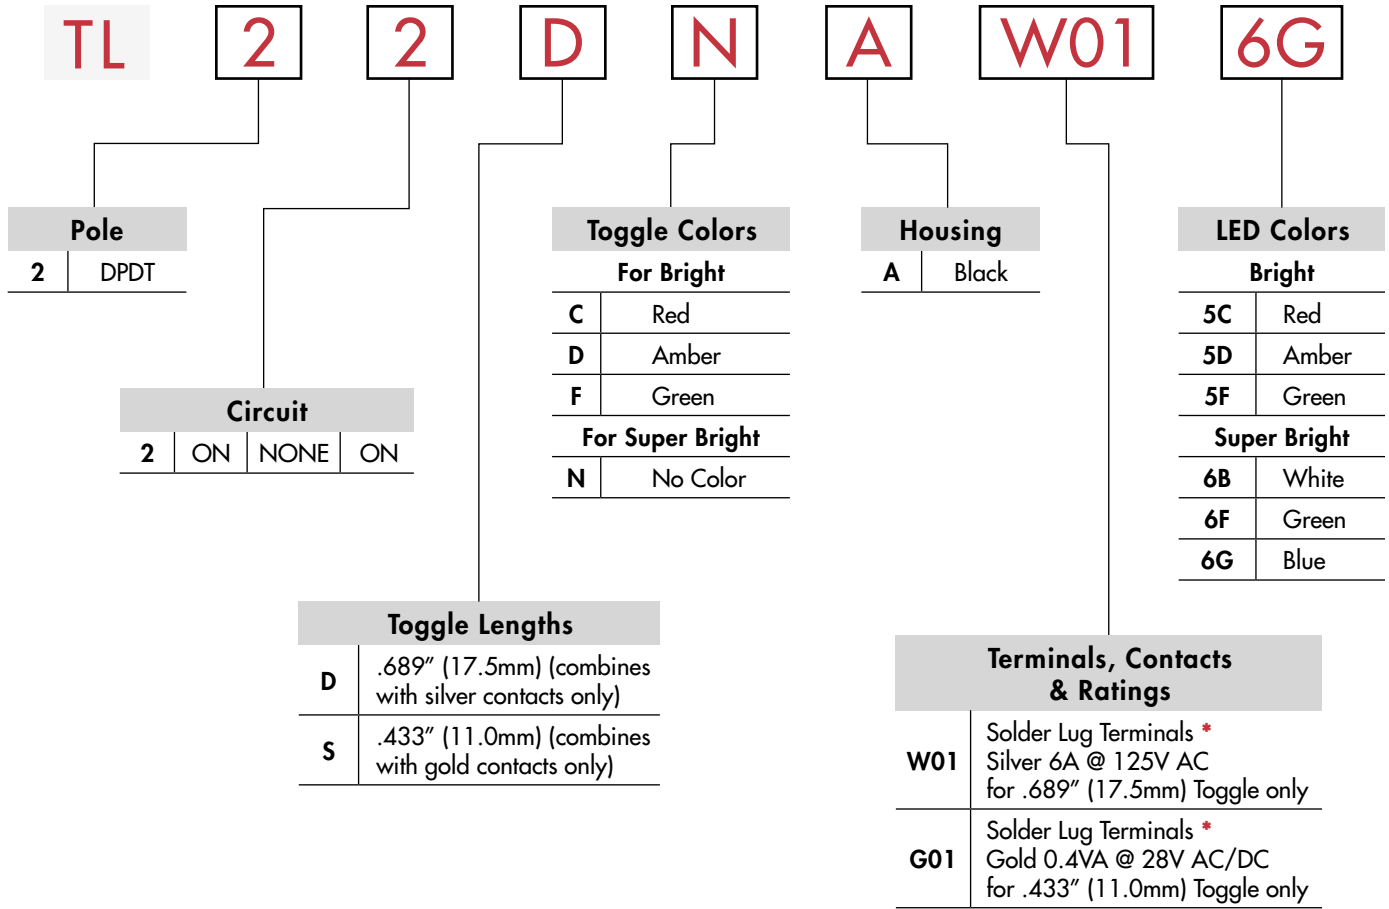 TL 2 2 D N A W01 6G
Pole
2 DPDT
Circuit
2 ON NONE ON
Toggle Lengths
D .689″ (17.5mm) (combines
with silver contacts only)
S .433″ (11.0mm) (combines
with gold contacts only)
Toggle Colors
For Bright
C Red
D Amber
F Green
For Super Bright
N No Color
Housing
A Black
Terminals, Contacts
& Ratings
W01 Solder Lug Terminals *
Silver 6A @ 125V AC
for .689″ (17.5mm) Toggle only
G01 Solder Lug Terminals *
Gold 0.4VA @ 28V AC/DC
for .433″ (11.0mm) Toggle only
LED Colors
Bright
5C Red
5D Amber
5F Green
Super Bright
6B White
6F Green
6G Blue